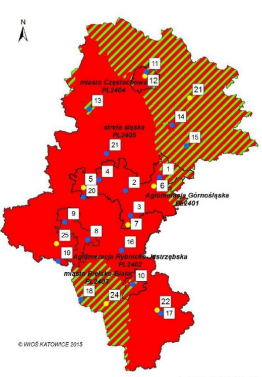 N
11
12
miasto Częstochowa
PL2404
21
13
14
strefa śląska
PL2405
15
21
1
4
5
6
2
20
Aglomeracja Górnośląska
PL2401
3
9
7
25
8
16
19
Aglomeracja Rybnicko-Jastrzębska
PL2402
miasto Bielsko-Biała
PL2403
10
18
24
22
17
© WIOŚ KATOWICE 2015